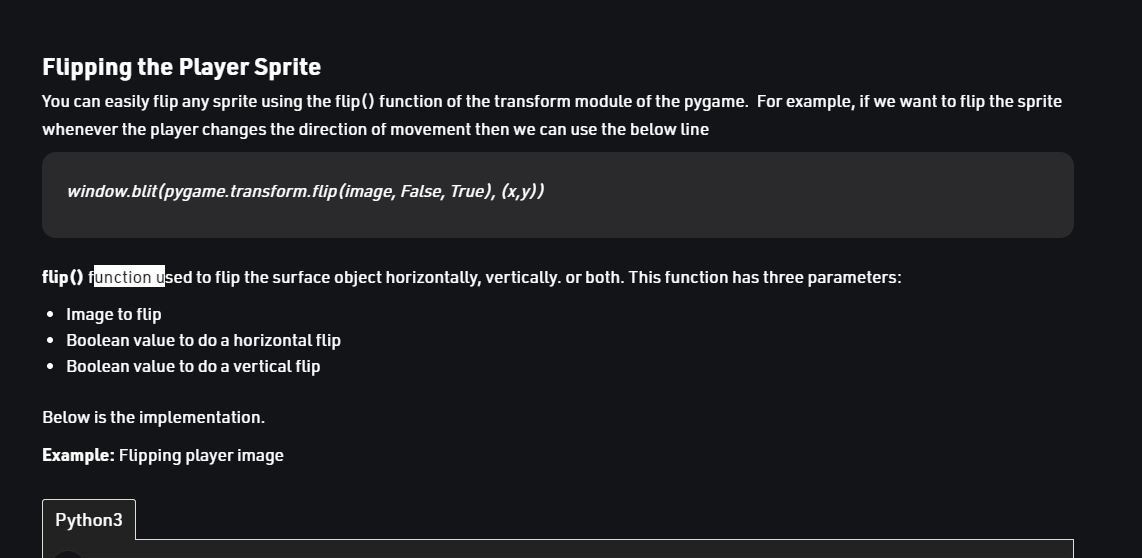 Flipping the Player Sprite
You can easily flip any sprite using the flip() function of the transform module of the pygame.  For example, if we want to flip the sprite
whenever the player changes the direction of movement then we can use the below line
window.blit(pygame.transform.flip(image, False, True), (x,y))
flip() function used to flip the surface object horizontally, vertically. or both. This function has three parameters:
• Image to flip
• Boolean value to do a horizontal flip
• Boolean value to do a vertical flip
Below is the implementation.
Example: Flipping player image
Python3